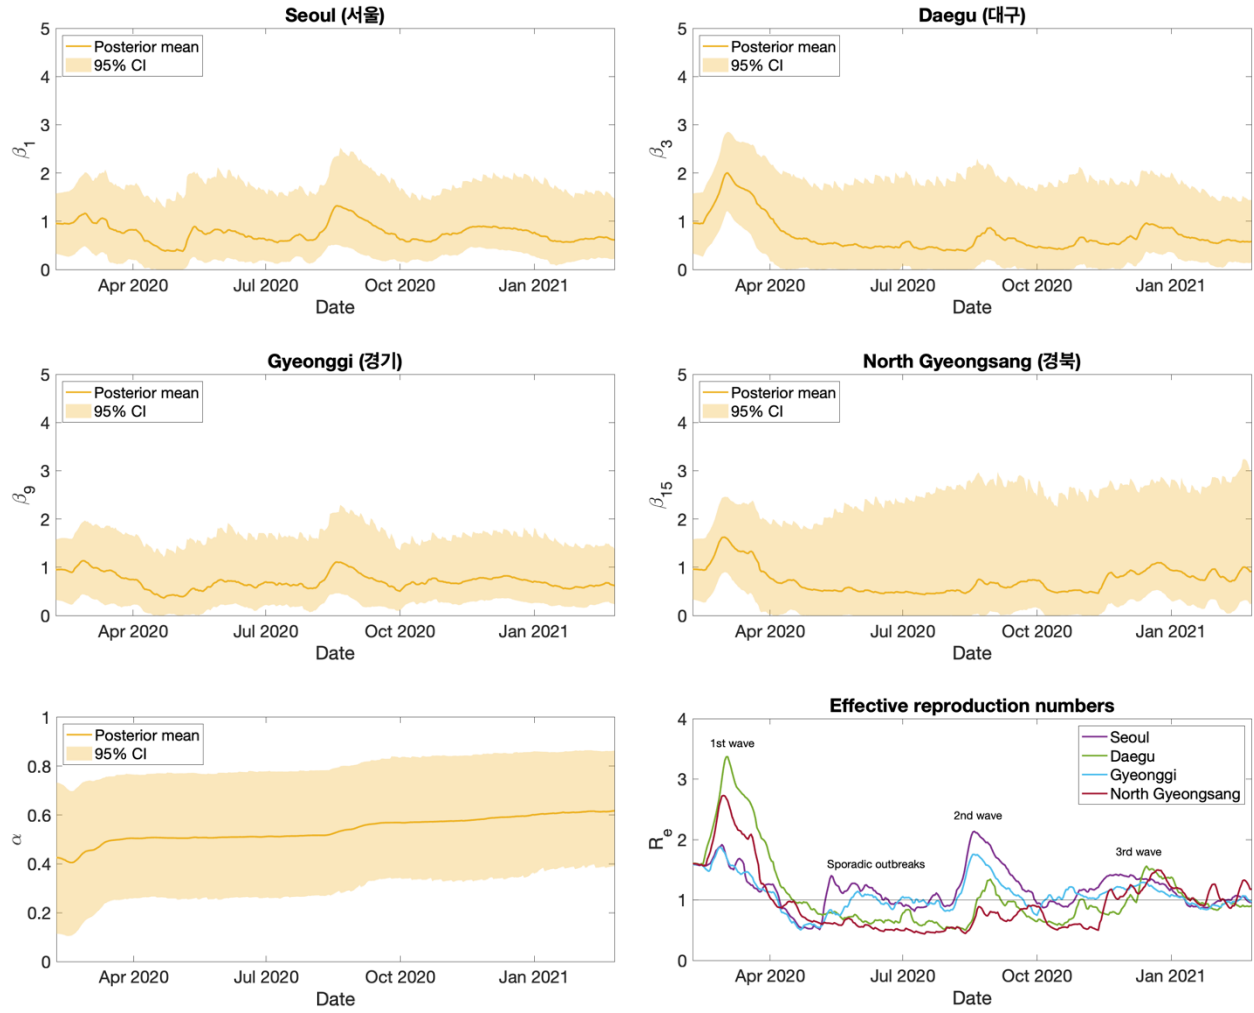 Seoul (서울)
5
4
3
2
1
0
β1
Posterior mean
95% CI
Apr 2020
Jul 2020
Oct 2020
Jan 2021
Date
Daegu (대구)
5
4
3
2
1
0
β3
Posterior mean
95% CI
Apr 2020
Jul 2020
Oct 2020
Jan 2021
Date
Gyeonggi (경기)
5
4
3
2
1
0
β9
Posterior mean
95% CI
Apr 2020
Jul 2020
Oct 2020
Jan 2021
Date
North Gyeongsang (경북)
5
4
3
2
1
0
β15
Posterior mean
95% CI
Apr 2020
Jul 2020
Oct 2020
Jan 2021
Date
1
0.8
0.6
0.4
0.2
0
α
Posterior mean
95% CI
Apr 2020
Jul 2020
Oct 2020
Jan 2021
Date
Effective reproduction numbers
4
3
2
1
0
Re
1st wave
Sporadic outbreaks
2nd wave
3rd wave
Seoul
Daegu
Gyeonggi
North Gyeongsang
Apr 2020
Jul 2020
Oct 2020
Jan 2021
Date